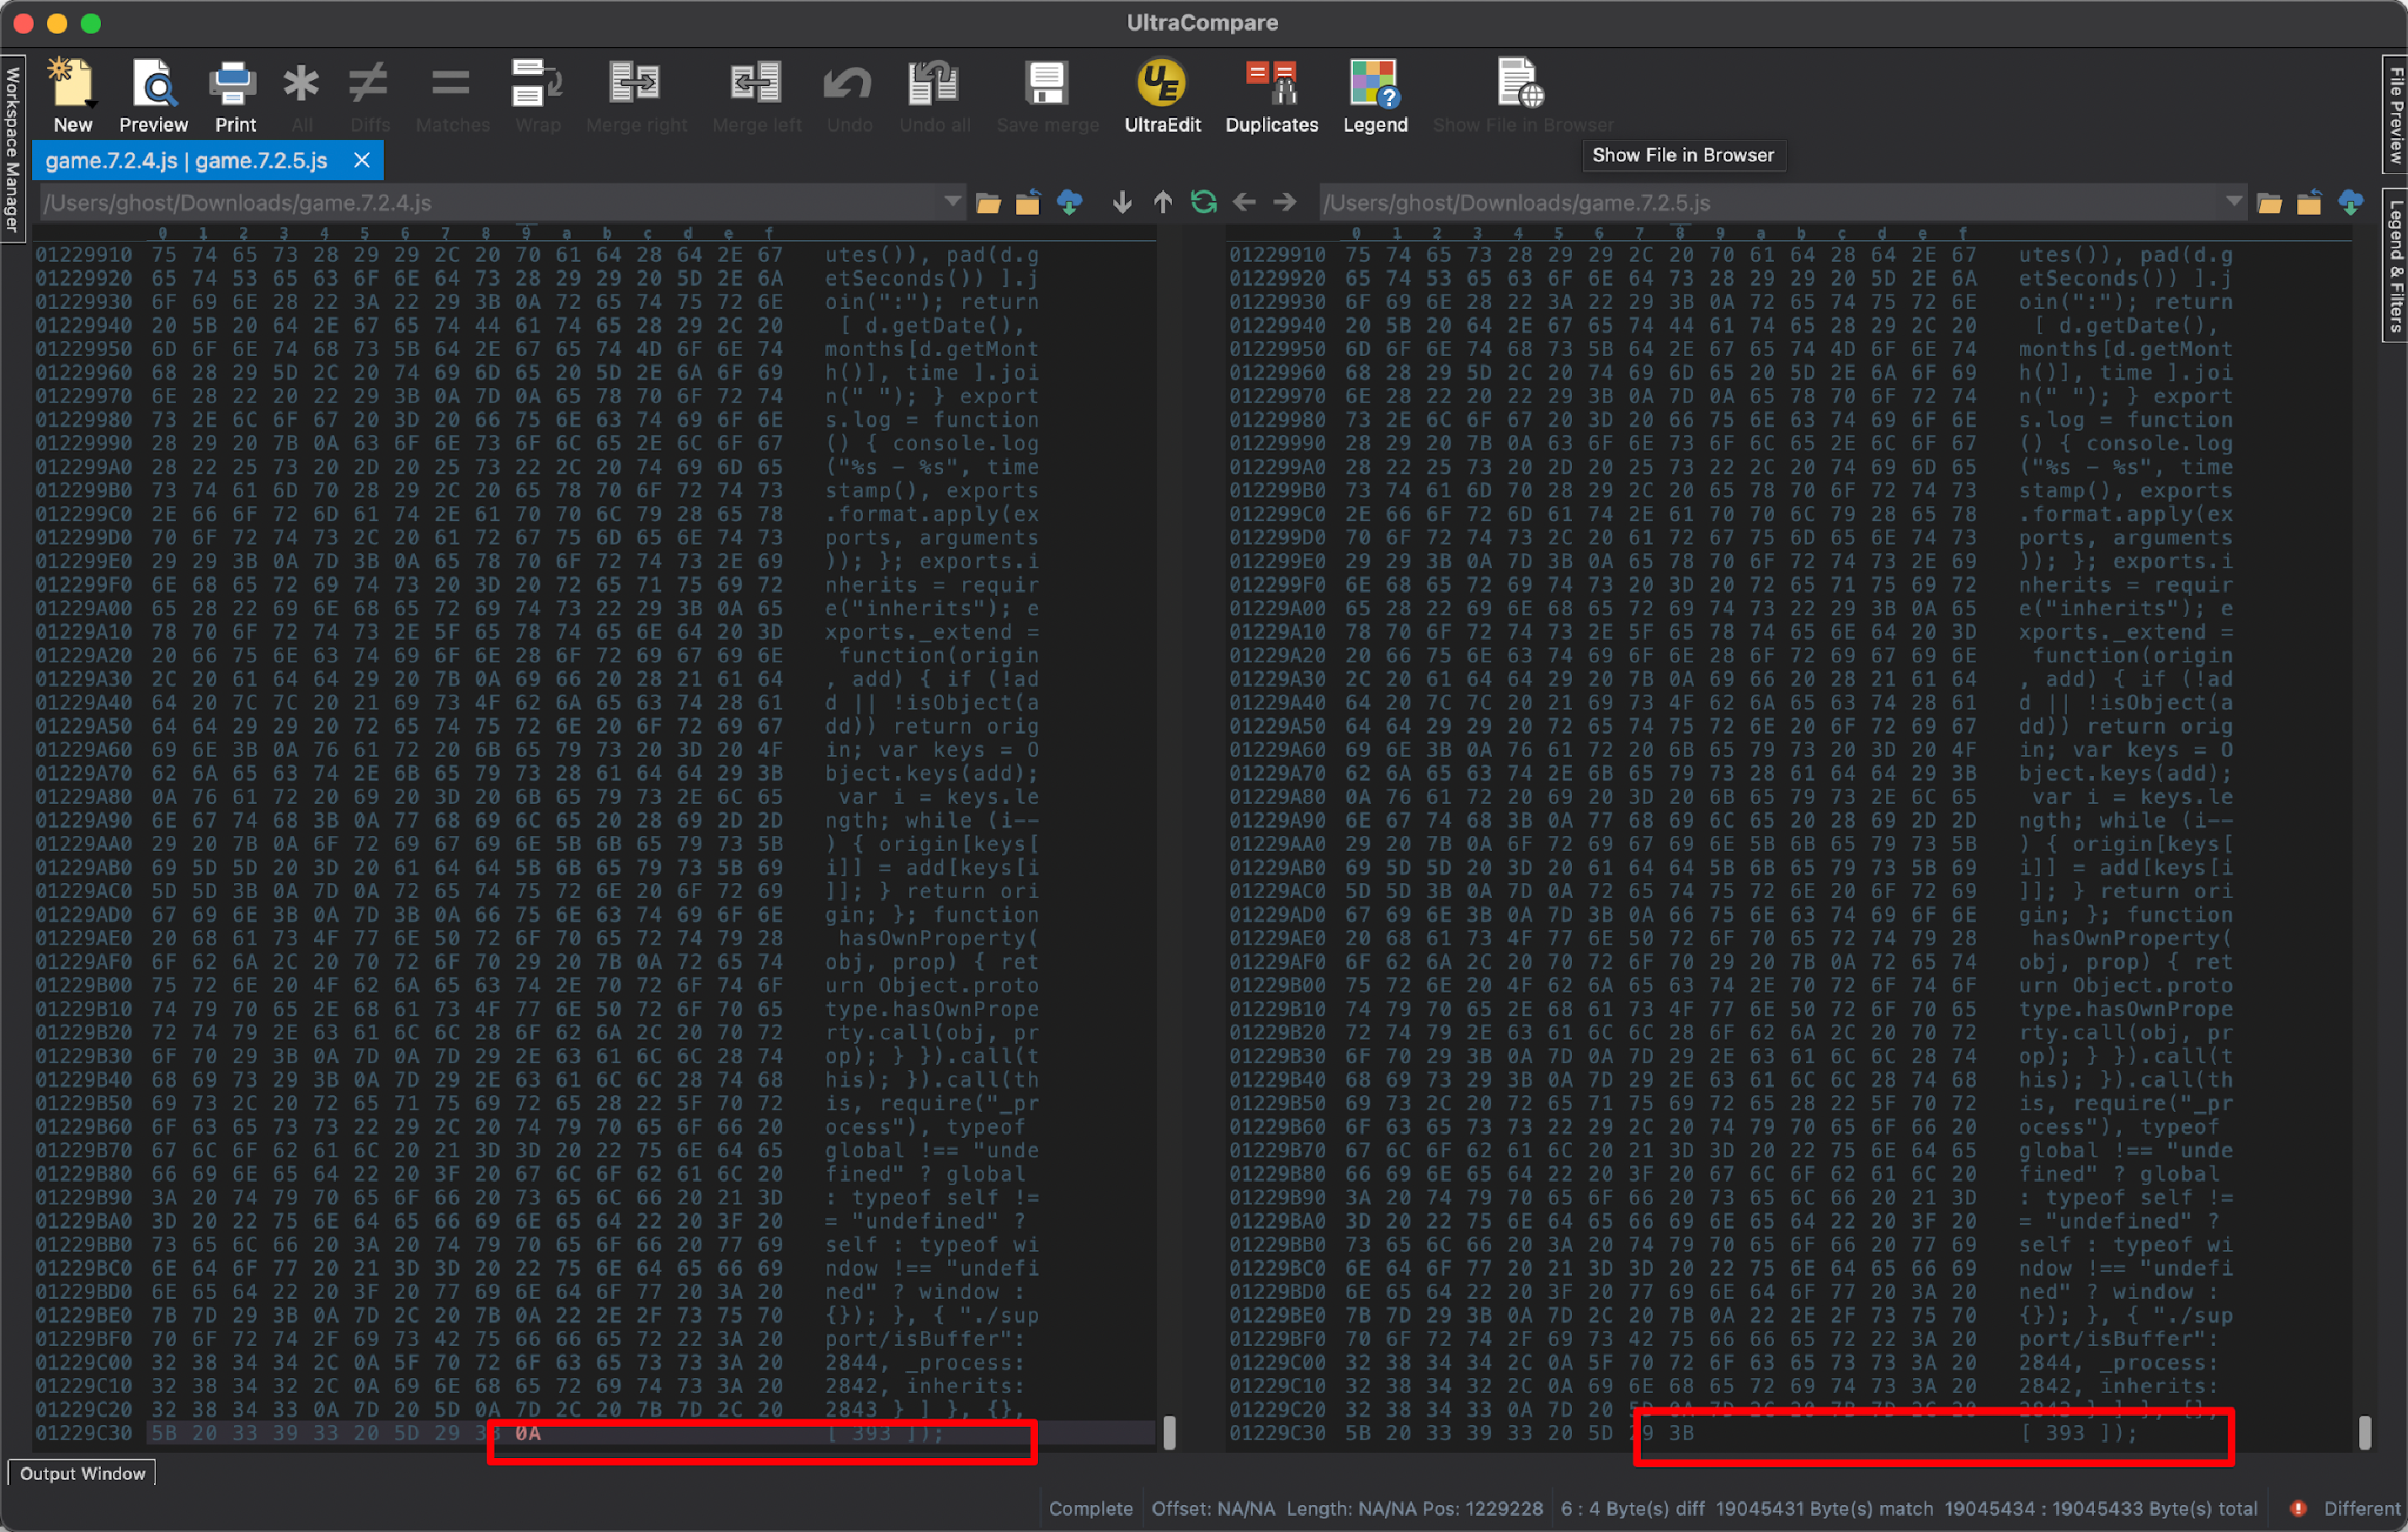 UltraCompare
Workspace Manager
New Preview Print All Diffs Matches Wrap Merge right Merge left Undo Undo all Save merge UltraEdit Duplicates Legend Show File in Browser
File Preview
Legend & Filters
game.7.2.4.js | game.7.2.5.js
Show File in Browser
/Users/ghost/Downloads/game.7.2.4.js
/Users/ghost/Downloads/game.7.2.5.js
0 1 2 3 4 5 6 7 8 9 a b c d e f
01229910 75 74 65 73 28 29 29 2C 20 70 61 64 28 64 2E 67 utes()), pad(d.g
01229920 65 74 53 65 63 6F 6E 64 73 28 29 29 20 5D 2E 6A etSeconds()) ].j
01229930 6F 69 6E 28 22 3A 22 29 3B 0A 72 65 74 75 72 6E oin(":"); return
01229940 20 5B 20 64 2E 67 65 74 44 61 74 65 28 29 2C 20 [ d.getDate(),
01229950 6D 6F 6E 74 68 73 5B 64 2E 67 65 74 4D 6F 6E 74 months[d.getMont
01229960 68 28 29 5D 2C 20 74 69 6D 65 20 5D 2E 6A 6F 69 h()], time ].joi
01229970 6E 28 22 20 22 29 3B 0A 7D 0A 65 78 70 6F 72 74 n(" "); } export
01229980 73 2E 6C 6F 67 20 3D 20 66 75 6E 63 74 69 6F 6E s.log = function
01229990 28 29 20 7B 0A 63 6F 6E 73 6F 6C 65 2E 6C 6F 67 () { console.log
012299A0 28 22 25 73 20 2D 20 25 73 22 2C 20 74 69 6D 65 ("%s - %s", time
012299B0 73 74 61 6D 70 28 29 2C 20 65 78 70 6F 72 74 73 stamp(), exports
012299C0 2E 66 6F 72 6D 61 74 2E 61 70 70 6C 79 28 65 78 .format.apply(ex
012299D0 70 6F 72 74 73 2C 20 61 72 67 75 6D 65 6E 74 73 ports, arguments
012299E0 29 29 3B 0A 7D 3B 0A 65 78 70 6F 72 74 73 2E 69 )); }; exports.i
012299F0 6E 68 65 72 69 74 73 20 3D 20 72 65 71 75 69 72 nherits = requir
01229A00 65 28 22 69 6E 68 65 72 69 74 73 22 29 3B 0A 65 e("inherits"); e
01229A10 78 70 6F 72 74 73 2E 5F 65 78 74 65 6E 64 20 3D xports._extend =
01229A20 20 66 75 6E 63 74 69 6F 6E 28 6F 72 69 67 69 6E function(origin
01229A30 2C 20 61 64 64 29 20 7B 0A 69 66 20 28 21 61 64 , add) { if (!ad
01229A40 64 20 7C 7C 20 21 69 73 4F 62 6A 65 63 74 28 61 d || !isObject(a
01229A50 64 64 29 29 20 72 65 74 75 72 6E 20 6F 72 69 67 dd)) return orig
01229A60 69 6E 3B 0A 76 61 72 20 6B 65 79 73 20 3D 20 4F in; var keys = O
01229A70 62 6A 65 63 74 2E 6B 65 79 73 28 61 64 64 29 3B bject.keys(add);
01229A80 0A 76 61 72 20 69 20 3D 20 6B 65 79 73 2E 6C 65 var i = keys.le
01229A90 6E 67 74 68 3B 0A 77 68 69 6C 65 20 28 69 2D 2D ngth; while (i--
01229AA0 29 20 7B 0A 6F 72 69 67 69 6E 5B 6B 65 79 73 5B ) { origin[keys[
01229AB0 69 5D 5D 20 3D 20 61 64 64 5B 6B 65 79 73 5B 69 i]] = add[keys[i
01229AC0 5D 5D 3B 0A 7D 0A 72 65 74 75 72 6E 20 6F 72 69 ]]; } return ori
01229AD0 67 69 6E 3B 0A 7D 3B 0A 66 75 6E 63 74 69 6F 6E gin; }; function
01229AE0 20 68 61 73 4F 77 6E 50 72 6F 70 65 72 74 79 28 hasOwnProperty(
01229AF0 6F 62 6A 2C 20 70 72 6F 70 29 20 7B 0A 72 65 74 obj, prop) { ret
01229B00 75 72 6E 20 4F 62 6A 65 63 74 2E 70 72 6F 74 6F urn Object.proto
01229B10 74 79 70 65 2E 68 61 73 4F 77 6E 50 72 6F 70 65 type.hasOwnPrope
01229B20 72 74 79 2E 63 61 6C 6C 28 6F 62 6A 2C 20 70 72 rty.call(obj, pr
01229B30 6F 70 29 3B 0A 7D 0A 7D 29 2E 63 61 6C 6C 28 74 op); } }).call(t
01229B40 68 69 73 29 3B 0A 7D 29 2E 63 61 6C 6C 28 74 68 his); }).call(th
01229B50 69 73 2C 20 72 65 71 75 69 72 65 28 22 5F 70 72 is, require("_pr
01229B60 6F 63 65 73 73 22 29 2C 20 74 79 70 65 6F 66 20 ocess"), typeof
01229B70 67 6C 6F 62 61 6C 20 21 3D 3D 20 22 75 6E 64 65 global !== "unde
01229B80 66 69 6E 65 64 22 20 3F 20 67 6C 6F 62 61 6C 20 fined" ? global
01229B90 3A 20 74 79 70 65 6F 66 20 73 65 6C 66 20 21 3D : typeof self !=
01229BA0 3D 20 22 75 6E 64 65 66 69 6E 65 64 22 20 3F 20 = "undefined" ?
01229BB0 73 65 6C 66 20 3A 20 74 79 70 65 6F 66 20 77 69 self : typeof wi
01229BC0 6E 64 6F 77 20 21 3D 3D 20 22 75 6E 64 65 66 69 ndow !== "undefi
01229BD0 6E 65 64 22 20 3F 20 77 69 6E 64 6F 77 20 3A 20 ned" ? window :
01229BE0 7B 7D 29 3B 0A 7D 2C 20 7B 0A 22 2E 2F 73 75 70 {}); }, { "./sup
01229BF0 70 6F 72 74 2F 69 73 42 75 66 66 65 72 22 3A 20 port/isBuffer":
01229C00 32 38 34 34 2C 0A 5F 70 72 6F 63 65 73 73 3A 20 2844, _process:
01229C10 32 38 34 32 2C 0A 69 6E 68 65 72 69 74 73 3A 20 2842, inherits:
01229C20 32 38 34 33 0A 7D 20 5D 0A 7D 2C 20 7B 7D 2C 20 2843 } ] }, {},
01229C30 5B 20 33 39 33 20 5D 29 3B 0A [ 393 ]);
0 1 2 3 4 5 6 7 8 9 a b c d e f
01229910 75 74 65 73 28 29 29 2C 20 70 61 64 28 64 2E 67 utes()), pad(d.g
01229920 65 74 53 65 63 6F 6E 64 73 28 29 29 20 5D 2E 6A etSeconds()) ].j
01229930 6F 69 6E 28 22 3A 22 29 3B 0A 72 65 74 75 72 6E oin(":"); return
01229940 20 5B 20 64 2E 67 65 74 44 61 74 65 28 29 2C 20 [ d.getDate(),
01229950 6D 6F 6E 74 68 73 5B 64 2E 67 65 74 4D 6F 6E 74 months[d.getMont
01229960 68 28 29 5D 2C 20 74 69 6D 65 20 5D 2E 6A 6F 69 h()], time ].joi
01229970 6E 28 22 20 22 29 3B 0A 7D 0A 65 78 70 6F 72 74 n(" "); } export
01229980 73 2E 6C 6F 67 20 3D 20 66 75 6E 63 74 69 6F 6E s.log = function
01229990 28 29 20 7B 0A 63 6F 6E 73 6F 6C 65 2E 6C 6F 67 () { console.log
012299A0 28 22 25 73 20 2D 20 25 73 22 2C 20 74 69 6D 65 ("%s - %s", time
012299B0 73 74 61 6D 70 28 29 2C 20 65 78 70 6F 72 74 73 stamp(), exports
012299C0 2E 66 6F 72 6D 61 74 2E 61 70 70 6C 79 28 65 78 .format.apply(ex
012299D0 70 6F 72 74 73 2C 20 61 72 67 75 6D 65 6E 74 73 ports, arguments
012299E0 29 29 3B 0A 7D 3B 0A 65 78 70 6F 72 74 73 2E 69 )); }; exports.i
012299F0 6E 68 65 72 69 74 73 20 3D 20 72 65 71 75 69 72 nherits = requir
01229A00 65 28 22 69 6E 68 65 72 69 74 73 22 29 3B 0A 65 e("inherits"); e
01229A10 78 70 6F 72 74 73 2E 5F 65 78 74 65 6E 64 20 3D xports._extend =
01229A20 20 66 75 6E 63 74 69 6F 6E 28 6F 72 69 67 69 6E function(origin
01229A30 2C 20 61 64 64 29 20 7B 0A 69 66 20 28 21 61 64 , add) { if (!ad
01229A40 64 20 7C 7C 20 21 69 73 4F 62 6A 65 63 74 28 61 d || !isObject(a
01229A50 64 64 29 29 20 72 65 74 75 72 6E 20 6F 72 69 67 dd)) return orig
01229A60 69 6E 3B 0A 76 61 72 20 6B 65 79 73 20 3D 20 4F in; var keys = O
01229A70 62 6A 65 63 74 2E 6B 65 79 73 28 61 64 64 29 3B bject.keys(add);
01229A80 0A 76 61 72 20 69 20 3D 20 6B 65 79 73 2E 6C 65 var i = keys.le
01229A90 6E 67 74 68 3B 0A 77 68 69 6C 65 20 28 69 2D 2D ngth; while (i--
01229AA0 29 20 7B 0A 6F 72 69 67 69 6E 5B 6B 65 79 73 5B ) { origin[keys[
01229AB0 69 5D 5D 20 3D 20 61 64 64 5B 6B 65 79 73 5B 69 i]] = add[keys[i
01229AC0 5D 5D 3B 0A 7D 0A 72 65 74 75 72 6E 20 6F 72 69 ]]; } return ori
01229AD0 67 69 6E 3B 0A 7D 3B 0A 66 75 6E 63 74 69 6F 6E gin; }; function
01229AE0 20 68 61 73 4F 77 6E 50 72 6F 70 65 72 74 79 28 hasOwnProperty(
01229AF0 6F 62 6A 2C 20 70 72 6F 70 29 20 7B 0A 72 65 74 obj, prop) { ret
01229B00 75 72 6E 20 4F 62 6A 65 63 74 2E 70 72 6F 74 6F urn Object.proto
01229B10 74 79 70 65 2E 68 61 73 4F 77 6E 50 72 6F 70 65 type.hasOwnPrope
01229B20 72 74 79 2E 63 61 6C 6C 28 6F 62 6A 2C 20 70 72 rty.call(obj, pr
01229B30 6F 70 29 3B 0A 7D 0A 7D 29 2E 63 61 6C 6C 28 74 op); } }).call(t
01229B40 68 69 73 29 3B 0A 7D 29 2E 63 61 6C 6C 28 74 68 his); }).call(th
01229B50 69 73 2C 20 72 65 71 75 69 72 65 28 22 5F 70 72 is, require("_pr
01229B60 6F 63 65 73 73 22 29 2C 20 74 79 70 65 6F 66 20 ocess"), typeof
01229B70 67 6C 6F 62 61 6C 20 21 3D 3D 20 22 75 6E 64 65 global !== "unde
01229B80 66 69 6E 65 64 22 20 3F 20 67 6C 6F 62 61 6C 20 fined" ? global
01229B90 3A 20 74 79 70 65 6F 66 20 73 65 6C 66 20 21 3D : typeof self !=
01229BA0 3D 20 22 75 6E 64 65 66 69 6E 65 64 22 20 3F 20 = "undefined" ?
01229BB0 73 65 6C 66 20 3A 20 74 79 70 65 6F 66 20 77 69 self : typeof wi
01229BC0 6E 64 6F 77 20 21 3D 3D 20 22 75 6E 64 65 66 69 ndow !== "undefi
01229BD0 6E 65 64 22 20 3F 20 77 69 6E 64 6F 77 20 3A 20 ned" ? window :
01229BE0 7B 7D 29 3B 0A 7D 2C 20 7B 0A 22 2E 2F 73 75 70 {}); }, { "./sup
01229BF0 70 6F 72 74 2F 69 73 42 75 66 66 65 72 22 3A 20 port/isBuffer":
01229C00 32 38 34 34 2C 0A 5F 70 72 6F 63 65 73 73 3A 20 2844, _process:
01229C10 32 38 34 32 2C 0A 69 6E 68 65 72 69 74 73 3A 20 2842, inherits:
01229C20 32 38 34 33 0A 7D 20 5D 0A 7D 2C 20 7B 7D 2C 20 2843 } ] }, {},
01229C30 5B 20 33 39 33 20 5D 29 3B [ 393 ]);
Output Window
Complete Offset: NA/NA Length: NA/NA Pos: 1229228 6 : 4 Byte(s) diff 19045431 Byte(s) match 19045434 : 19045433 Byte(s) total Different